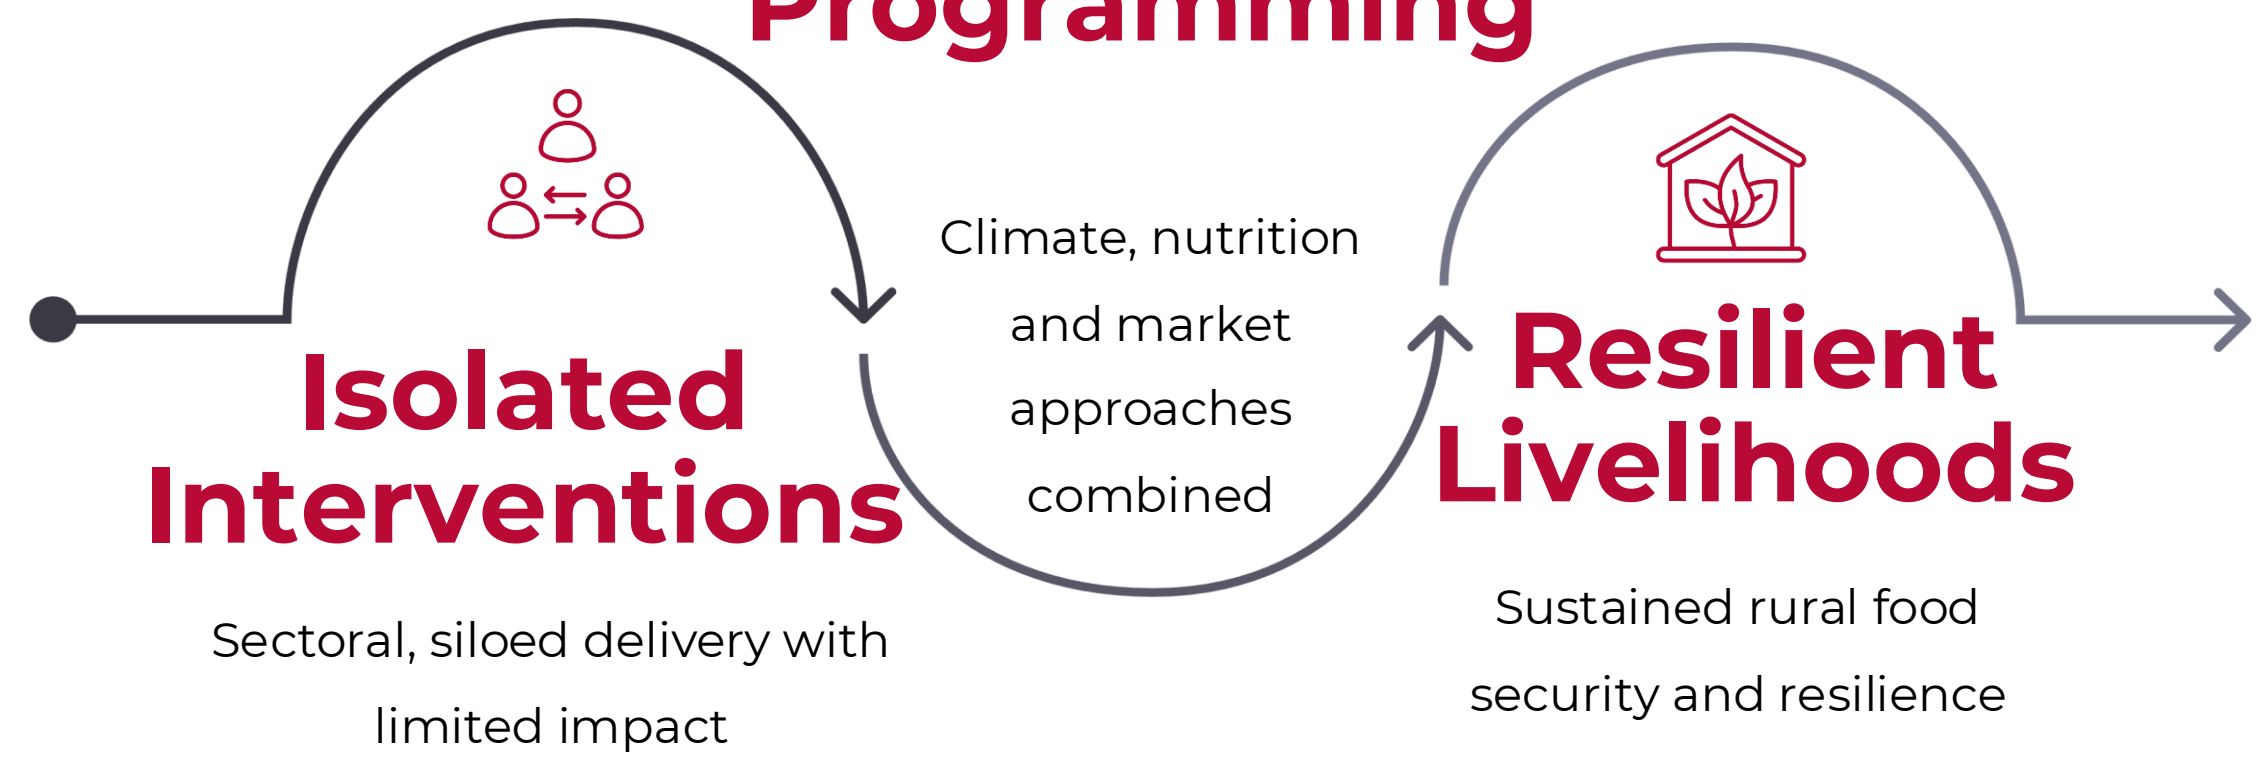 Programming
Isolated
Interventions
Sectoral, siloed delivery with
limited impact
Climate, nutrition
and market
approaches
combined
Resilient
Livelihoods
Sustained rural food
security and resilience